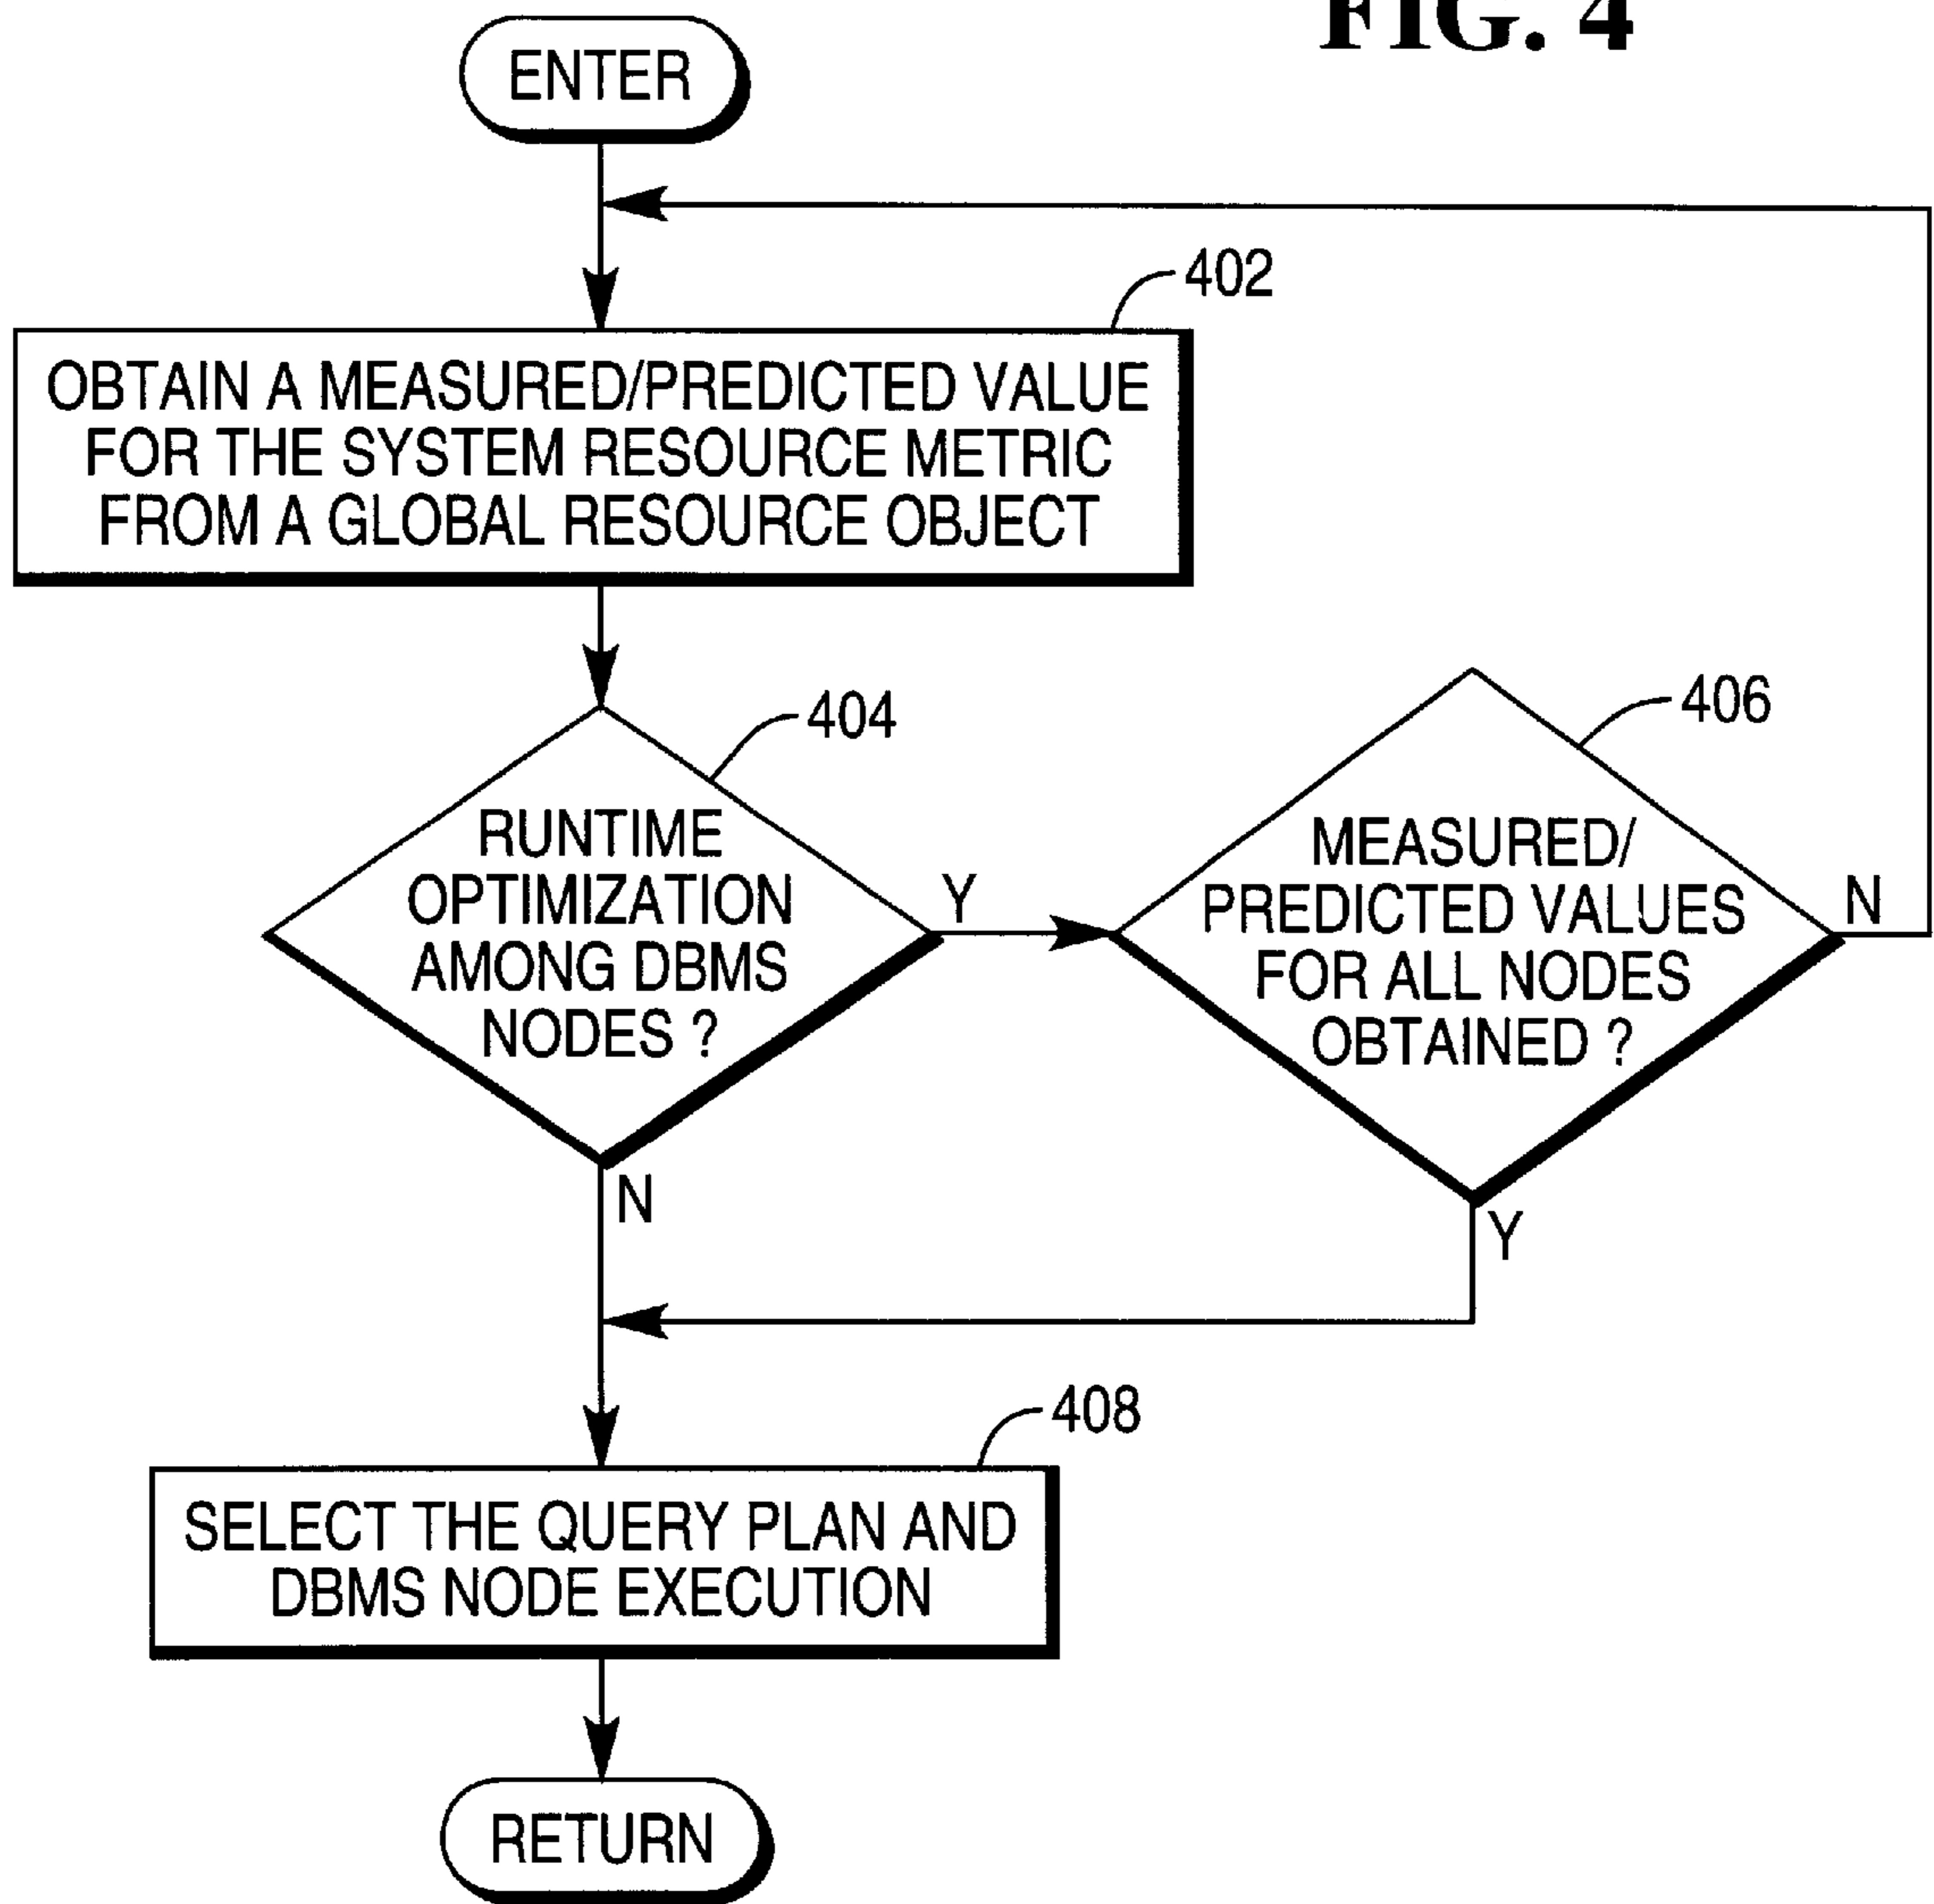 FIG. 4
ENTER
402
OBTAIN A MEASURED/PREDICTED VALUE
FOR THE SYSTEM RESOURCE METRIC
FROM A GLOBAL RESOURCE OBJECT
404
RUNTIME
OPTIMIZATION
AMONG DBMS
NODES ?
Y
N
406
MEASURED/
PREDICTED VALUES
FOR ALL NODES
OBTAINED ?
N
Y
408
SELECT THE QUERY PLAN AND
DBMS NODE EXECUTION
RETURN